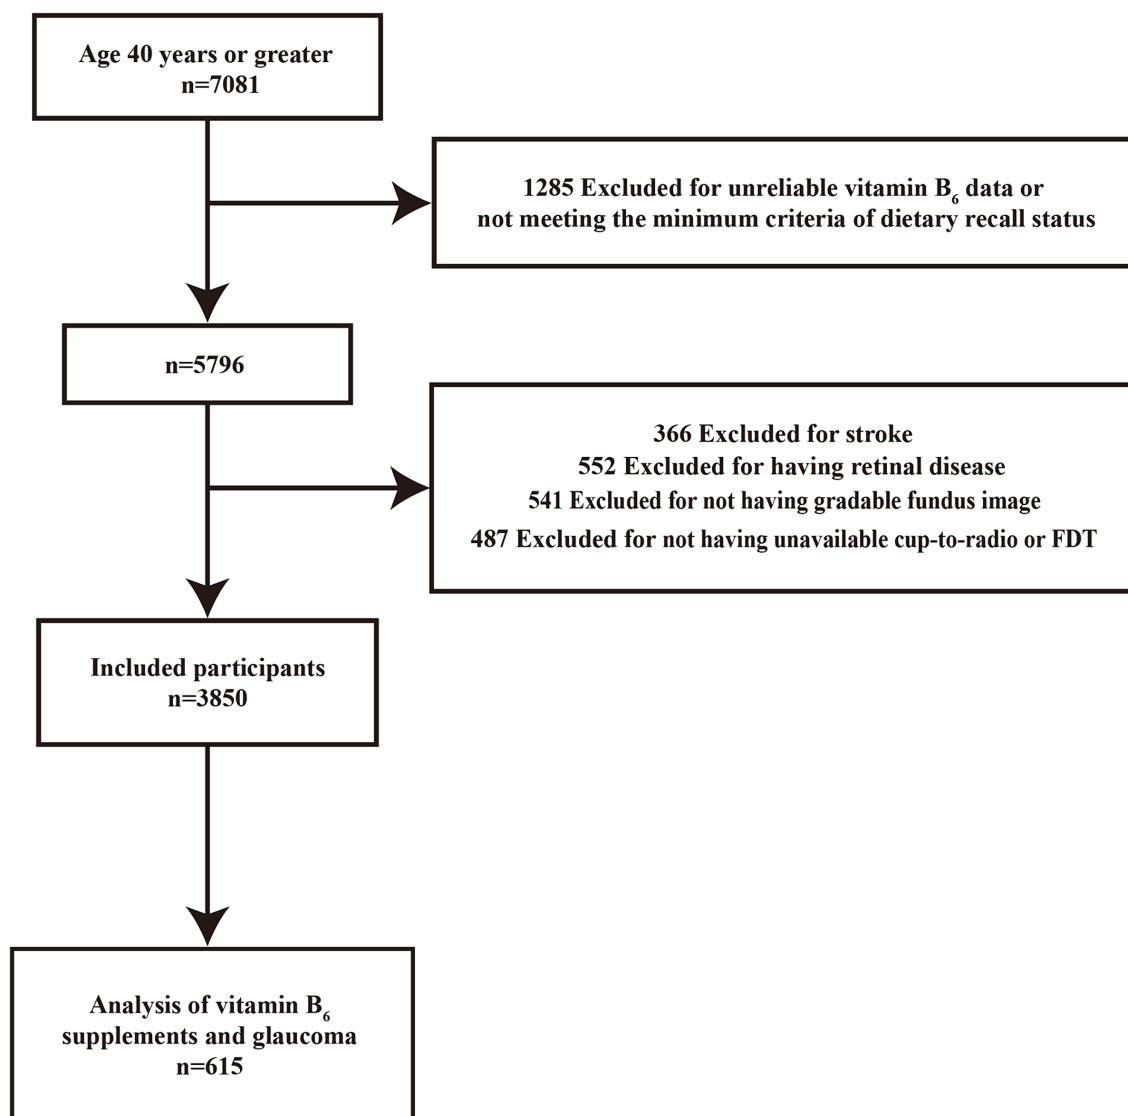 Age 40 years or greater
n=7081
1285 Excluded for unreliable vitamin B₆ data or
not meeting the minimum criteria of dietary recall status
n=5796
366 Excluded for stroke
552 Excluded for having retinal disease
541 Excluded for not having gradable fundus image
487 Excluded for not having unavailable cup-to-radio or FDT
Included participants
n=3850
Analysis of vitamin B₆
supplements and glaucoma
n=615